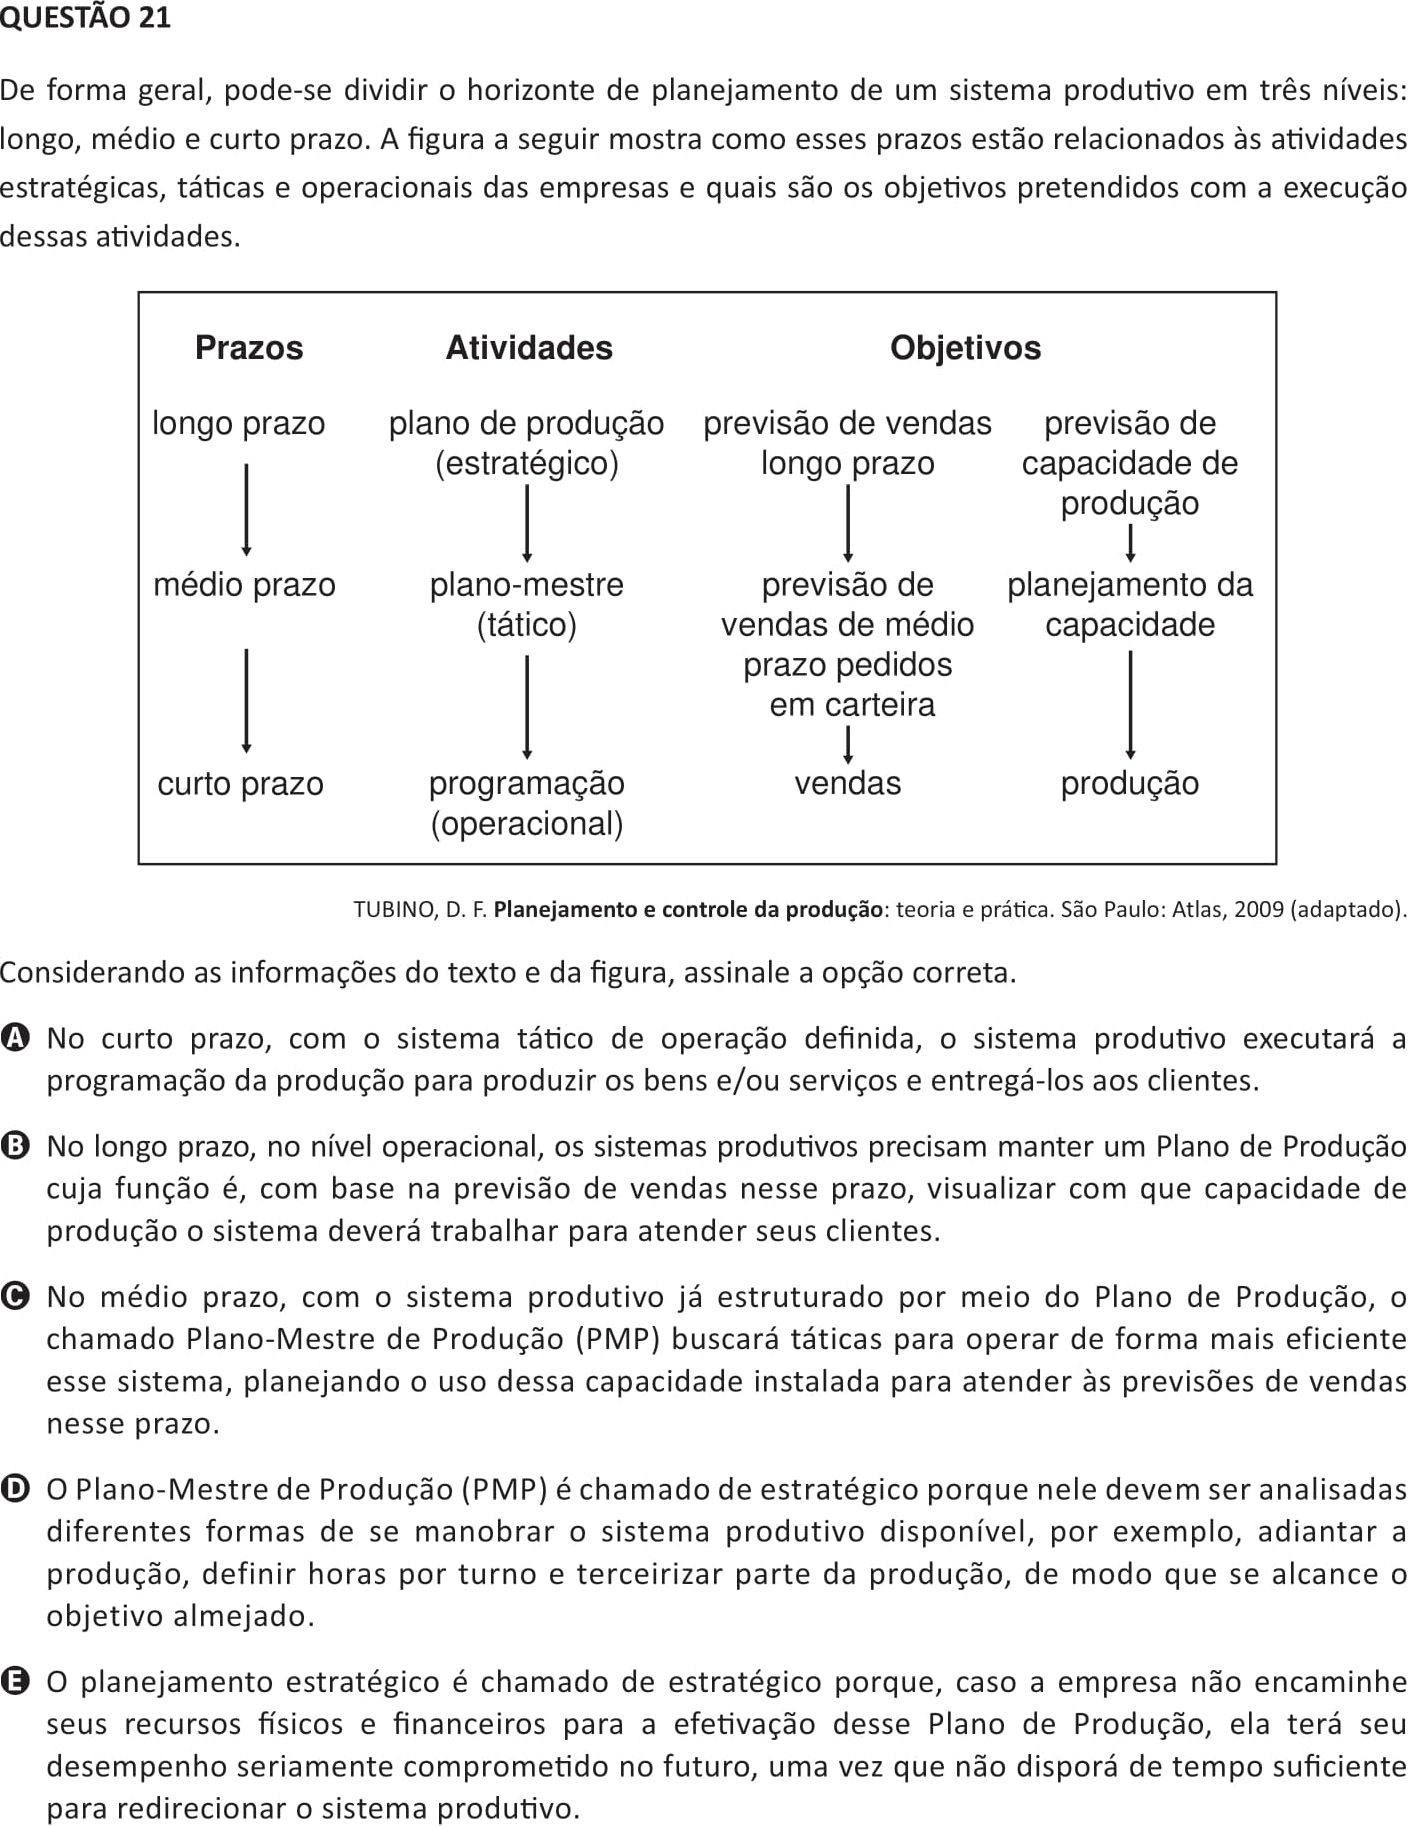 QUESTÃO 21
De forma geral, pode-se dividir o horizonte de planejamento de um sistema produtivo em três níveis:
longo, médio e curto prazo. A figura a seguir mostra como esses prazos estão relacionados às atividades
estratégicas, táticas e operacionais das empresas e quais são os objetivos pretendidos com a execução
dessas atividades.
Prazos Atividades Objetivos
longo prazo plano de produção previsão de vendas previsão de
(estratégico) longo prazo capacidade de
produção
médio prazo plano-mestre previsão de planejamento da
(tático) vendas de médio capacidade
prazo pedidos
em carteira
curto prazo programação vendas produção
(operacional)
TUBINO, D. F. Planejamento e controle da produção: teoria e prática. São Paulo: Atlas, 2009 (adaptado).
Considerando as informações do texto e da figura, assinale a opção correta.
A No curto prazo, com o sistema tático de operação definida, o sistema produtivo executará a
programação da produção para produzir os bens e/ou serviços e entregá-los aos clientes.
B No longo prazo, no nível operacional, os sistemas produtivos precisam manter um Plano de Produção
cuja função é, com base na previsão de vendas nesse prazo, visualizar com que capacidade de
produção o sistema deverá trabalhar para atender seus clientes.
C No médio prazo, com o sistema produtivo já estruturado por meio do Plano de Produção, o
chamado Plano-Mestre de Produção (PMP) buscará táticas para operar de forma mais eficiente
esse sistema, planejando o uso dessa capacidade instalada para atender às previsões de vendas
nesse prazo.
D O Plano-Mestre de Produção (PMP) é chamado de estratégico porque nele devem ser analisadas
diferentes formas de se manobrar o sistema produtivo disponível, por exemplo, adiantar a
produção, definir horas por turno e terceirizar parte da produção, de modo que se alcance o
objetivo almejado.
E O planejamento estratégico é chamado de estratégico porque, caso a empresa não encaminhe
seus recursos físicos e financeiros para a efetivação desse Plano de Produção, ela terá seu
desempenho seriamente comprometido no futuro, uma vez que não disporá de tempo suficiente
para redirecionar o sistema produtivo.